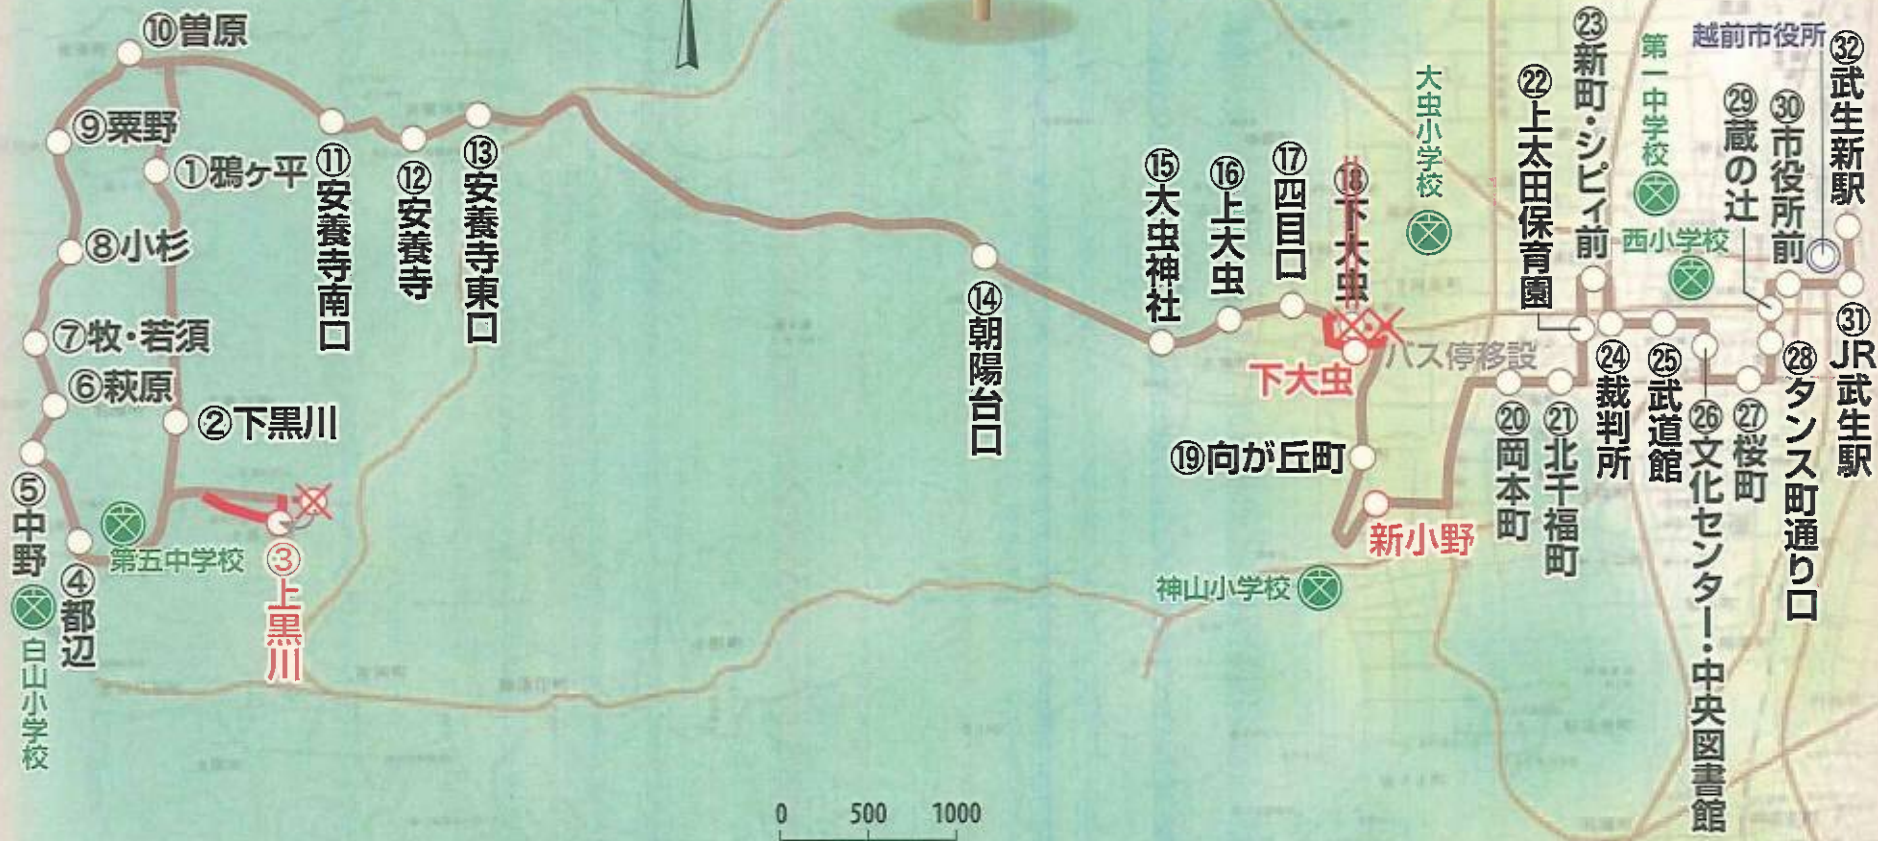 ⑩曽原
⑨粟野
①鴉ヶ平
⑧小杉
⑦牧・若須
⑥萩原
②下黒川
⑤中野
④都辺
第五中学校
白山小学校
③上黒川
⑪安養寺南口
⑫安養寺
⑬安養寺東口
⑭朝陽台口
⑮大虫神社
⑯上大虫
⑰四目口
⑱下大虫
下大虫
バス停移設
大虫小学校
⑲向が丘町
新小野
神山小学校
⑳岡本町
㉑北千福町
㉒上太田保育園
㉓新町・シピィ前
㉔裁判所
㉕武道館
㉖文化センター・中央図書館
㉗桜町
㉘タンス町通り口
㉙蔵の辻
㉚市役所前
㉛JR武生駅
㉜武生新駅
第一中学校
西小学校
越前市役所
0 500 1000